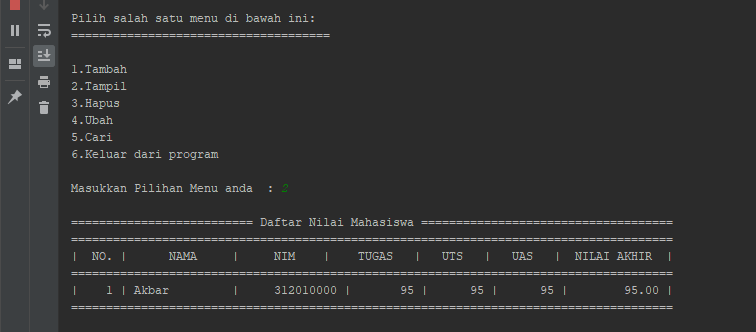 Pilih salah satu menu di bawah ini:
=====================================
1.Tambah
2.Tampil
3.Hapus
4.Ubah
5.Cari
6.Keluar dari program
Masukkan Pilihan Menu anda  : 2
========================== Daftar Nilai Mahasiswa ====================================
======================================================================================
|  NO. |      NAMA     |     NIM    |    TUGAS   |   UTS   |   UAS   |  NILAI AKHIR  |
======================================================================================
|    1 | Akbar         |     312010000 |       95 |      95 |      95 |        95.00 |
======================================================================================